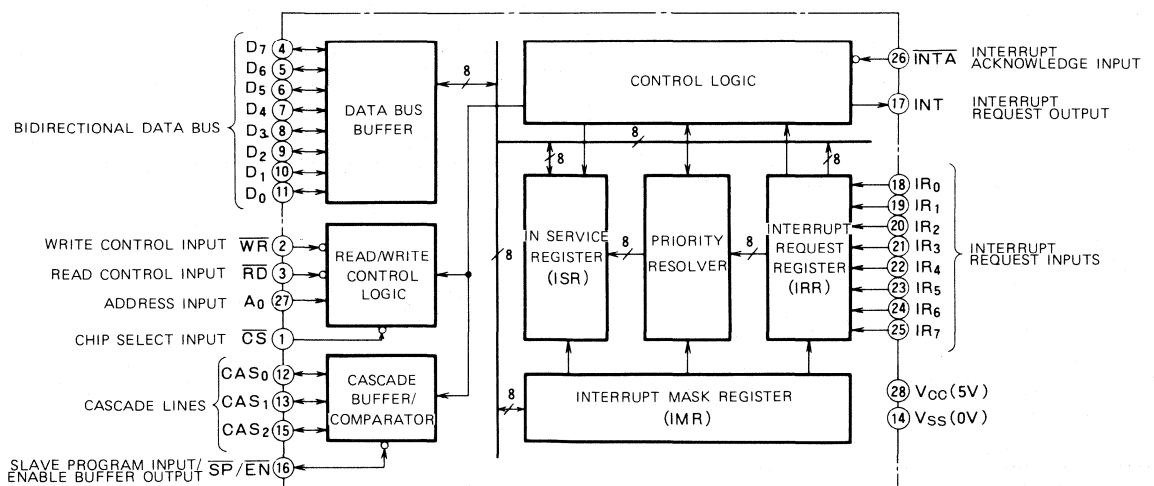 BIDIRECTIONAL DATA BUS
D7 4
D6 5
D5 6
D4 7
D3 8
D2 9
D1 10
D0 11
DATA BUS
BUFFER
8
WRITE CONTROL INPUT WR 2
READ CONTROL INPUT RD 3
ADDRESS INPUT A0 27
CHIP SELECT INPUT CS 1
READ/WRITE
CONTROL
LOGIC
CASCADE LINES
CAS0 12
CAS1 13
CAS2 15
SLAVE PROGRAM INPUT/
ENABLE BUFFER OUTPUT
SP/EN 16
CASCADE
BUFFER/
COMPARATOR
8
CONTROL LOGIC
8
8
8
IN SERVICE
REGISTER
(ISR)
8
PRIORITY
RESOLVER
8
INTERRUPT
REQUEST
REGISTER
(IRR)
8
INTERRUPT MASK REGISTER
(IMR)
26 INTA INTERRUPT
ACKNOWLEDGE INPUT
17 INT INTERRUPT
REQUEST OUTPUT
18 IR0
19 IR1
20 IR2
21 IR3
22 IR4
23 IR5
24 IR6
25 IR7
INTERRUPT
REQUEST INPUTS
28 VCC(5V)
14 VSS(0V)